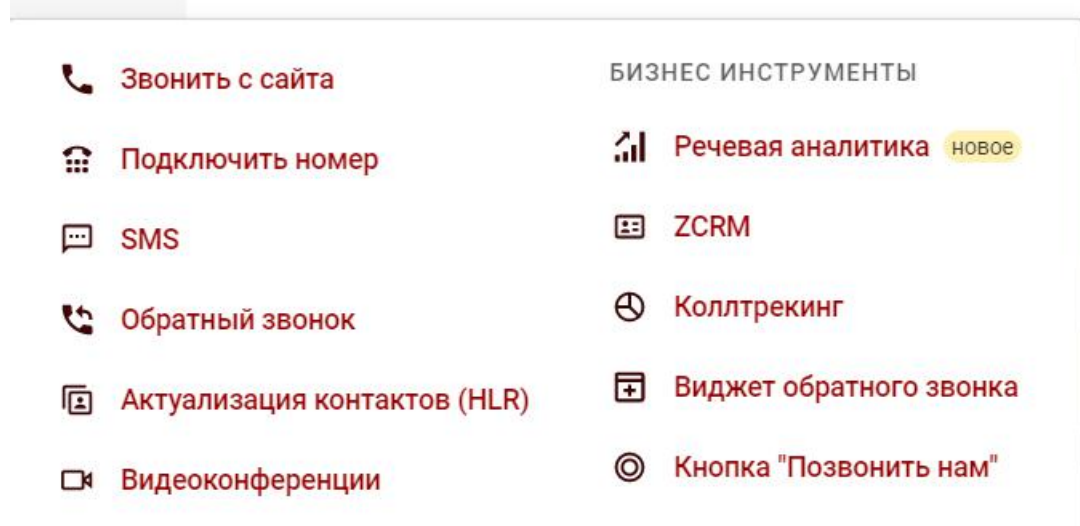 Звонить с сайта
Подключить номер
SMS
Обратный звонок
Актуализация контактов (HLR)
Видеоконференции
БИЗНЕС ИНСТРУМЕНТЫ
Речевая аналитика новое
ZCRM
Коллтрекинг
Виджет обратного звонка
Кнопка "Позвонить нам"